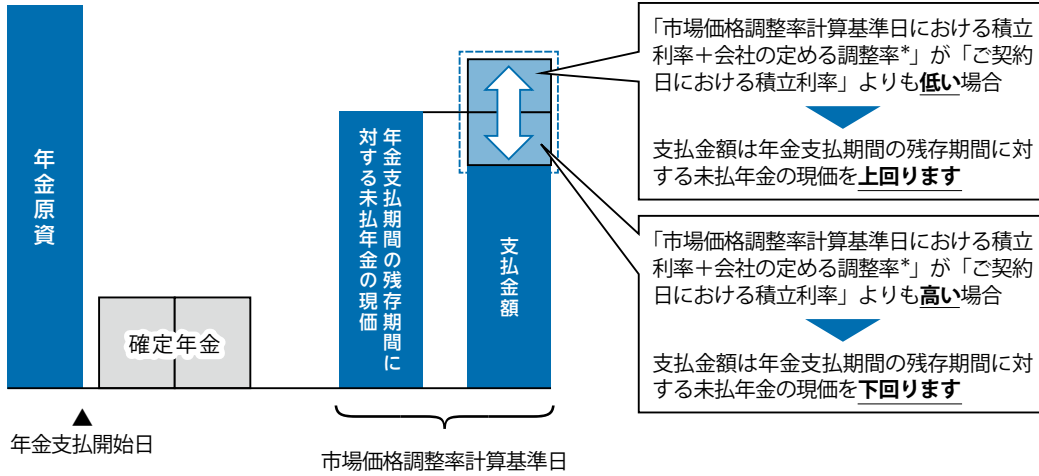 「市場価格調整率計算基準日における積立
利率＋会社の定める調整率*」が「ご契約
日における積立利率」よりも低い場合
支払金額は年金支払期間の残存期間に対
する未払年金の現価を上回ります
「市場価格調整率計算基準日における積立
利率＋会社の定める調整率*」が「ご契約
日における積立利率」よりも高い場合
支払金額は年金支払期間の残存期間に対
する未払年金の現価を下回ります
年金原資
確定年金
年金支払期間の残存期間に
対する未払年金の現価
支払金額
▲
年金支払開始日
市場価格調整率計算基準日